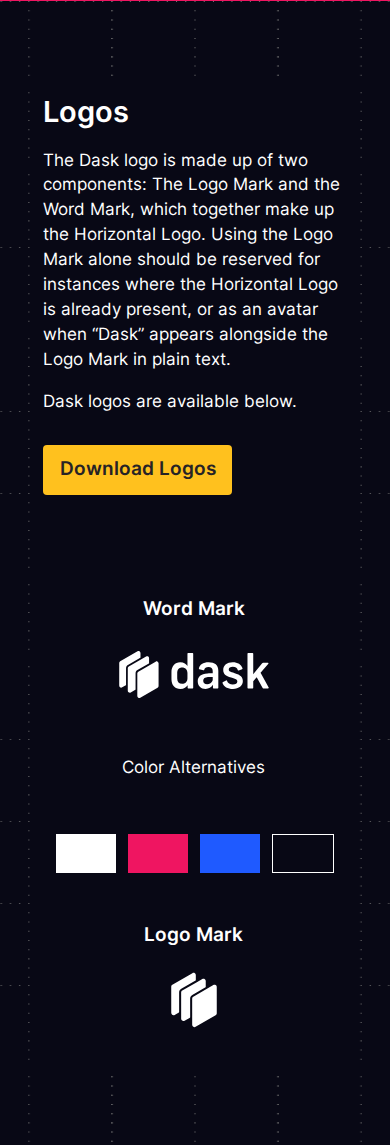 Logos
The Dask logo is made up of two
components: The Logo Mark and the
Word Mark, which together make up
the Horizontal Logo. Using the Logo
Mark alone should be reserved for
instances where the Horizontal Logo
is already present, or as an avatar
when “Dask” appears alongside the
Logo Mark in plain text.
Dask logos are available below.
Download Logos
Word Mark
dask
Color Alternatives
Logo Mark